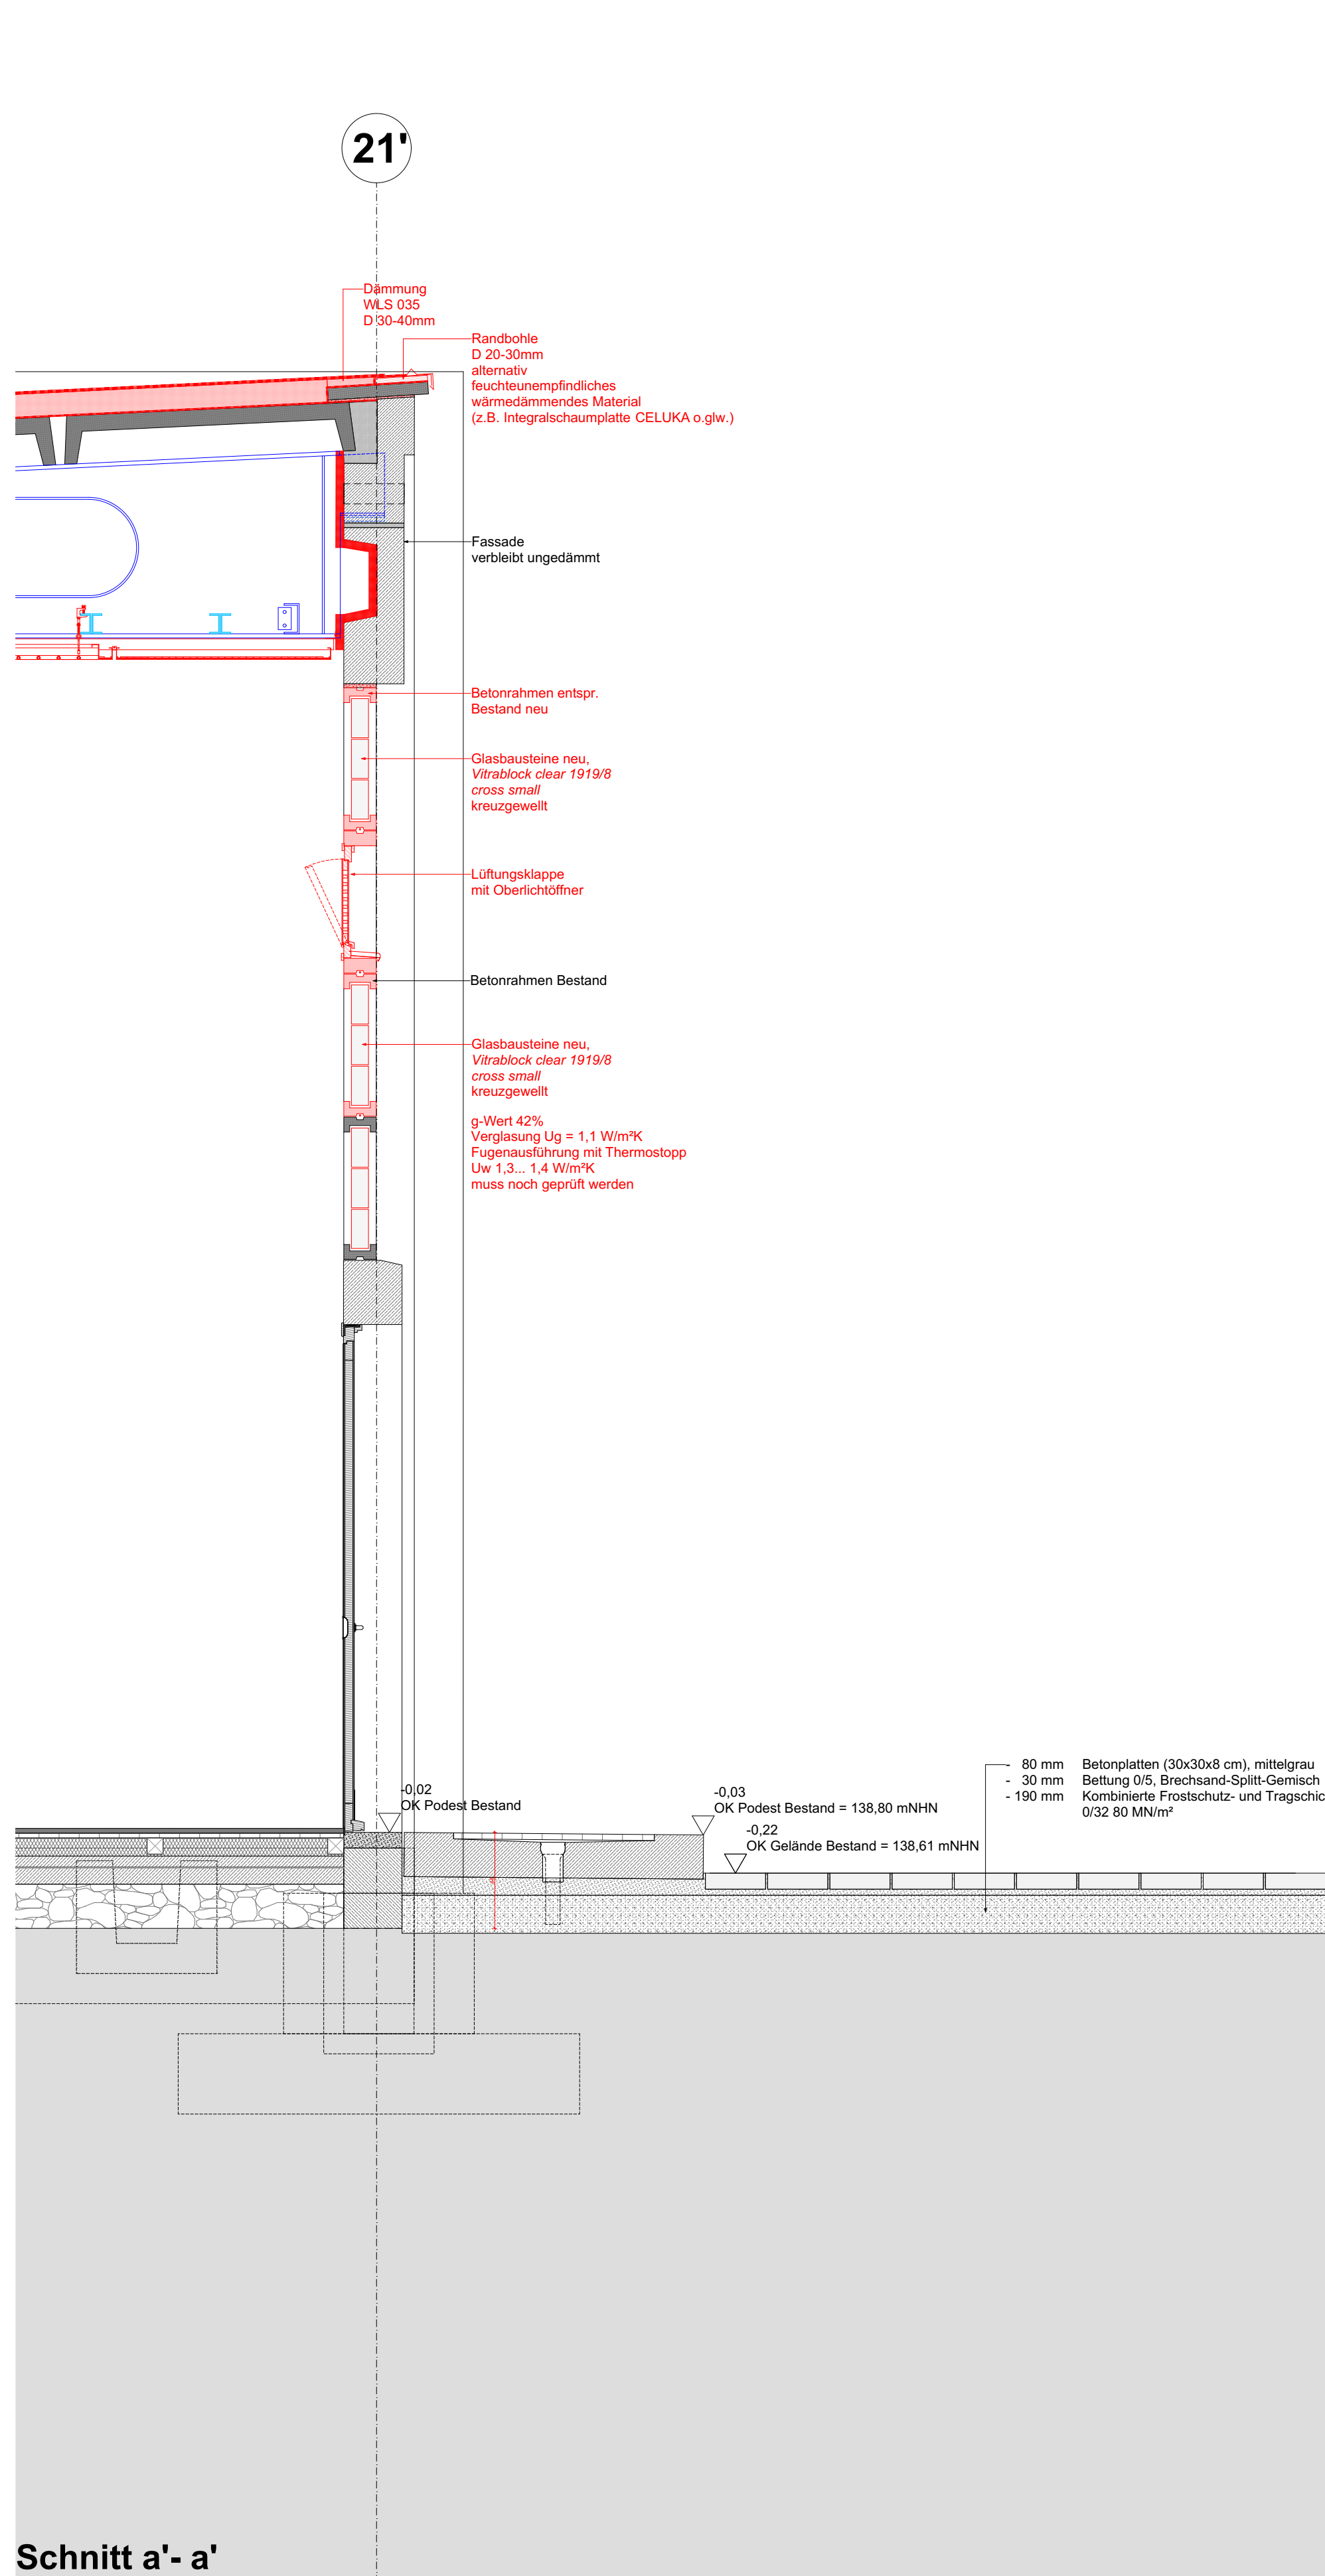 21'
Dämmung
WLS 035
D 30-40mm
Randbohle
D 20-30mm
alternativ
feuchteunempfindliches
wärmedämmendes Material
(z.B. Integralschaumplatte CELUKA o.glw.)
Fassade
verbleibt ungedämmt
Betonrahmen entspr.
Bestand neu
Glasbausteine neu,
Vitrablock clear 1919/8
cross small
kreuzgewellt
Lüftungsklappe
mit Oberlichtöffner
Betonrahmen Bestand
Glasbausteine neu,
Vitrablock clear 1919/8
cross small
kreuzgewellt
g-Wert 42%
Verglasung Ug = 1,1 W/m²K
Fugenausführung mit Thermostopp
Uw 1,3... 1,4 W/m²K
muss noch geprüft werden
- 80 mm Betonplatten (30x30x8 cm), mittelgrau
- 30 mm Bettung 0/5, Brechsand-Splitt-Gemisch
- 190 mm Kombinierte Frostschutz- und Tragschic
0/32 80 MN/m²
-0,02
OK Podest Bestand
-0,03
OK Podest Bestand = 138,80 mNHN
-0,22
OK Gelände Bestand = 138,61 mNHN
Schnitt a'- a'